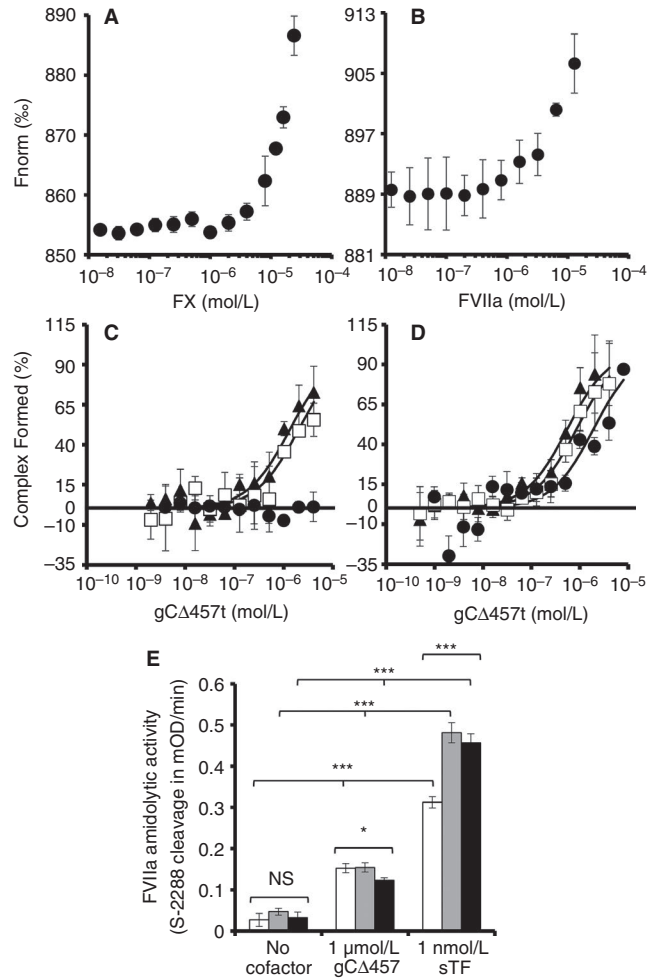 A
890
880
870
860
850
Fnorm (‰)
10⁻⁸ 10⁻⁷ 10⁻⁶ 10⁻⁵ 10⁻⁴
FX (mol/L)
B
913
905
897
889
881
10⁻⁸ 10⁻⁷ 10⁻⁶ 10⁻⁵ 10⁻⁴
FVIIa (mol/L)
C
115
90
65
40
15
0
−10
−35
Complex Formed (%)
10⁻¹⁰ 10⁻⁹ 10⁻⁸ 10⁻⁷ 10⁻⁶ 10⁻⁵
gCΔ457t (mol/L)
D
115
90
65
40
15
0
−10
−35
10⁻¹⁰ 10⁻⁹ 10⁻⁸ 10⁻⁷ 10⁻⁶ 10⁻⁵
gCΔ457t (mol/L)
E
FVIIa amidolytic activity
(S-2288 cleavage in mOD/min)
0.6
0.5
0.4
0.3
0.2
0.1
0
***
***
***
***
*
NS
No
cofactor
1 µmol/L
gCΔ457
1 nmol/L
sTF